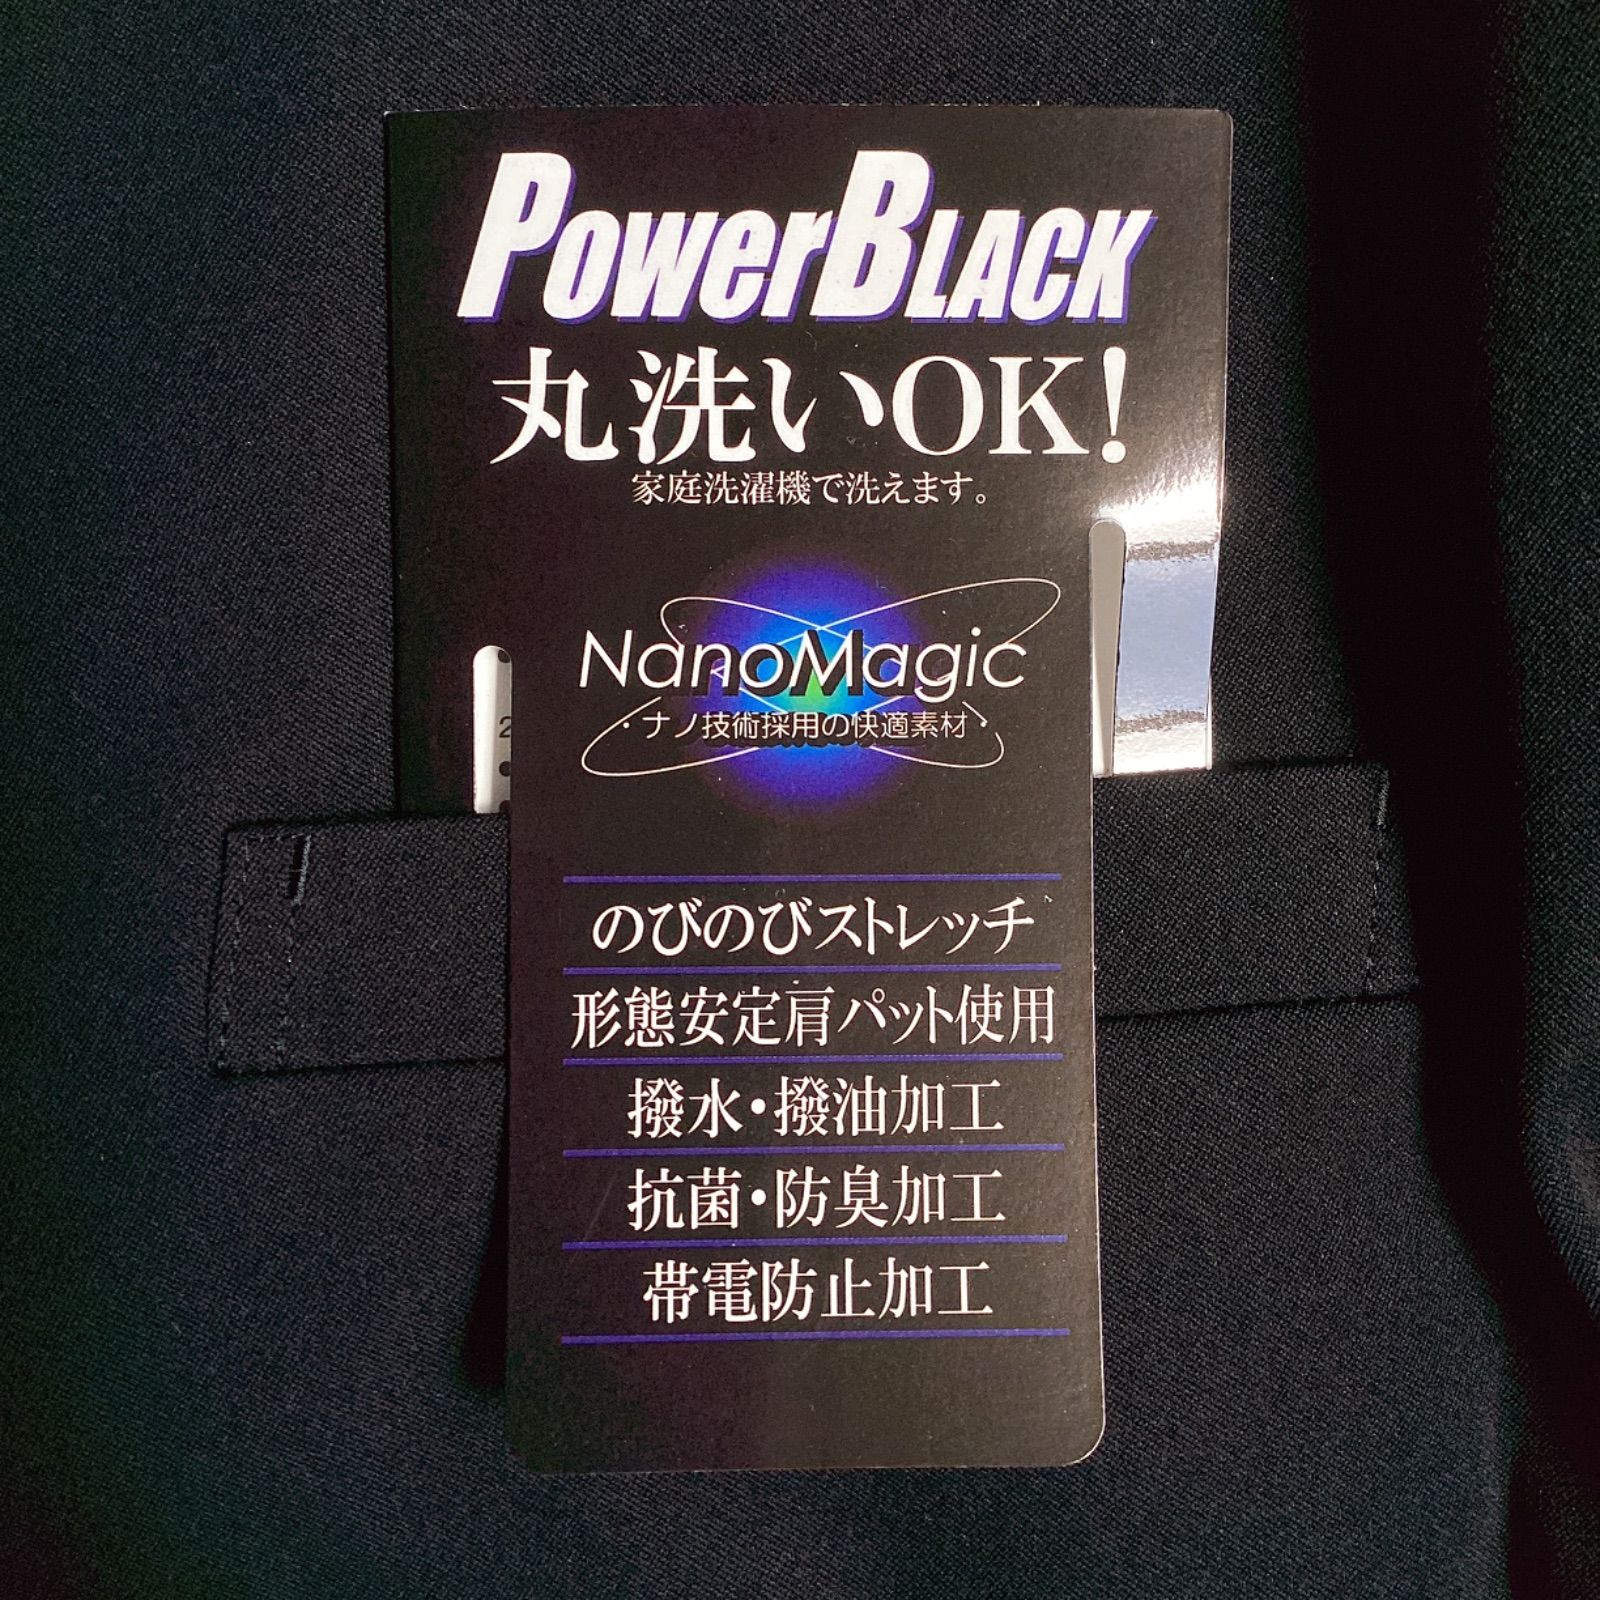 PowerBLACK
丸洗いOK!
家庭洗濯機で洗えます。
NanoMagic
・ナノ技術採用の快適素材・
2
のびのびストレッチ
形態安定肩パット使用
撥水・撥油加工
抗菌・防臭加工
帯電防止加工